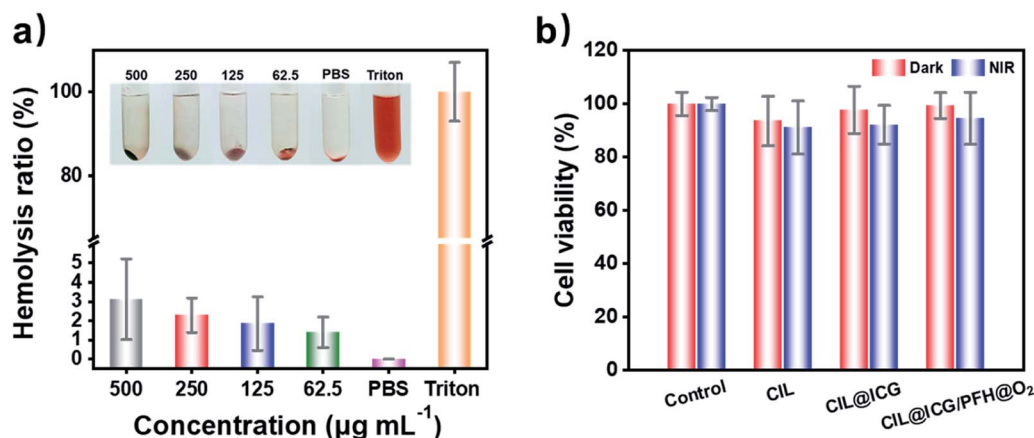 a)
Hemolysis ratio (%)
100
80
5
4
3
2
1
0
500 250 125 62.5 PBS Triton
500 250 125 62.5 PBS Triton
Concentration (µg mL⁻¹)
b)
Cell viability (%)
120
100
80
60
40
20
0
Dark NIR
Control CIL CIL@ICG CIL@ICG/PFH@O₂